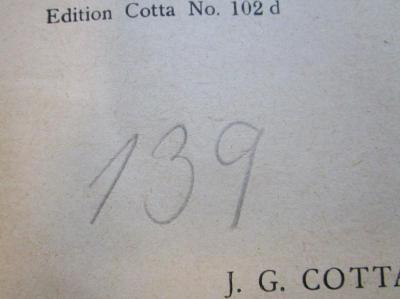 Edition Cotta No. 102 d
139
J. G. COTTA